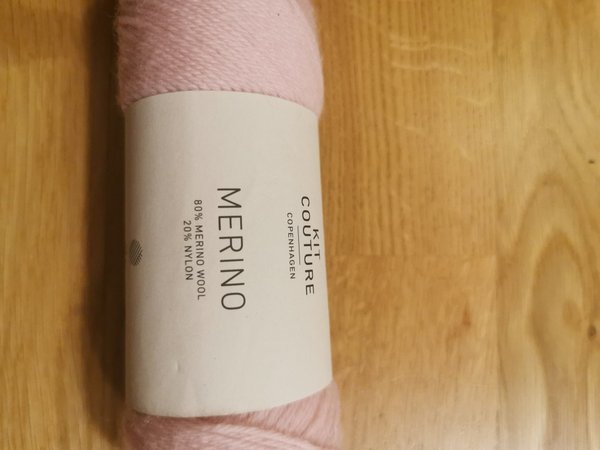 KIT
COUTURE
COPENHAGEN
MERINO
80% MERINO WOOL
20% NYLON